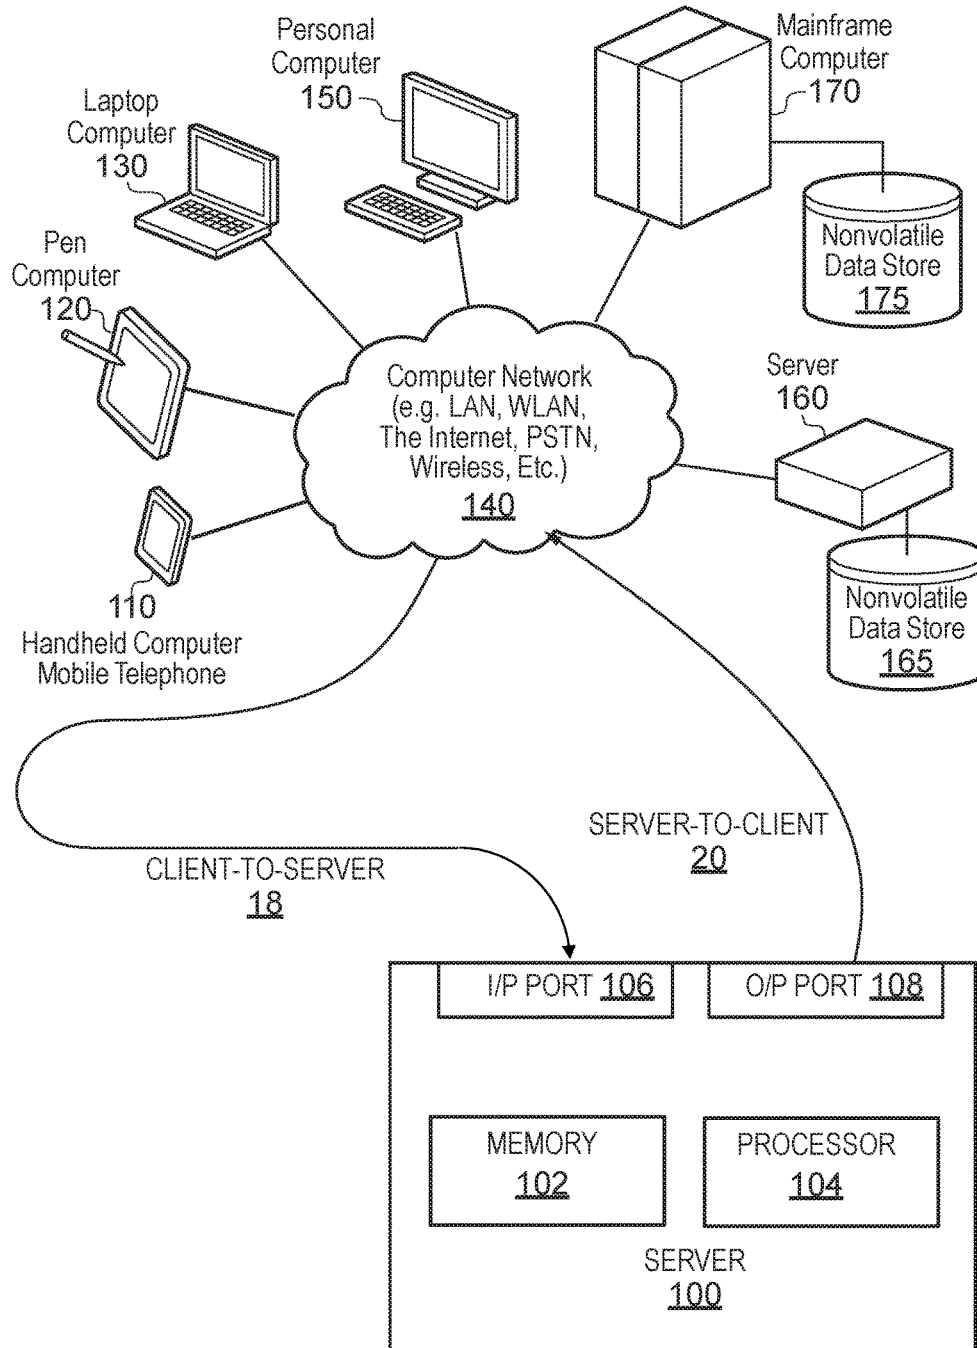 Mainframe
Computer
170
Personal
Computer
150
Laptop
Computer
130
Nonvolatile
Data Store
175
Pen
Computer
120
Computer Network
(e.g. LAN, WLAN,
The Internet, PSTN,
Wireless, Etc.)
140
Server
160
110
Handheld Computer
Mobile Telephone
Nonvolatile
Data Store
165
SERVER-TO-CLIENT
20
CLIENT-TO-SERVER
18
I/P PORT 106
O/P PORT 108
MEMORY
102
PROCESSOR
104
SERVER
100